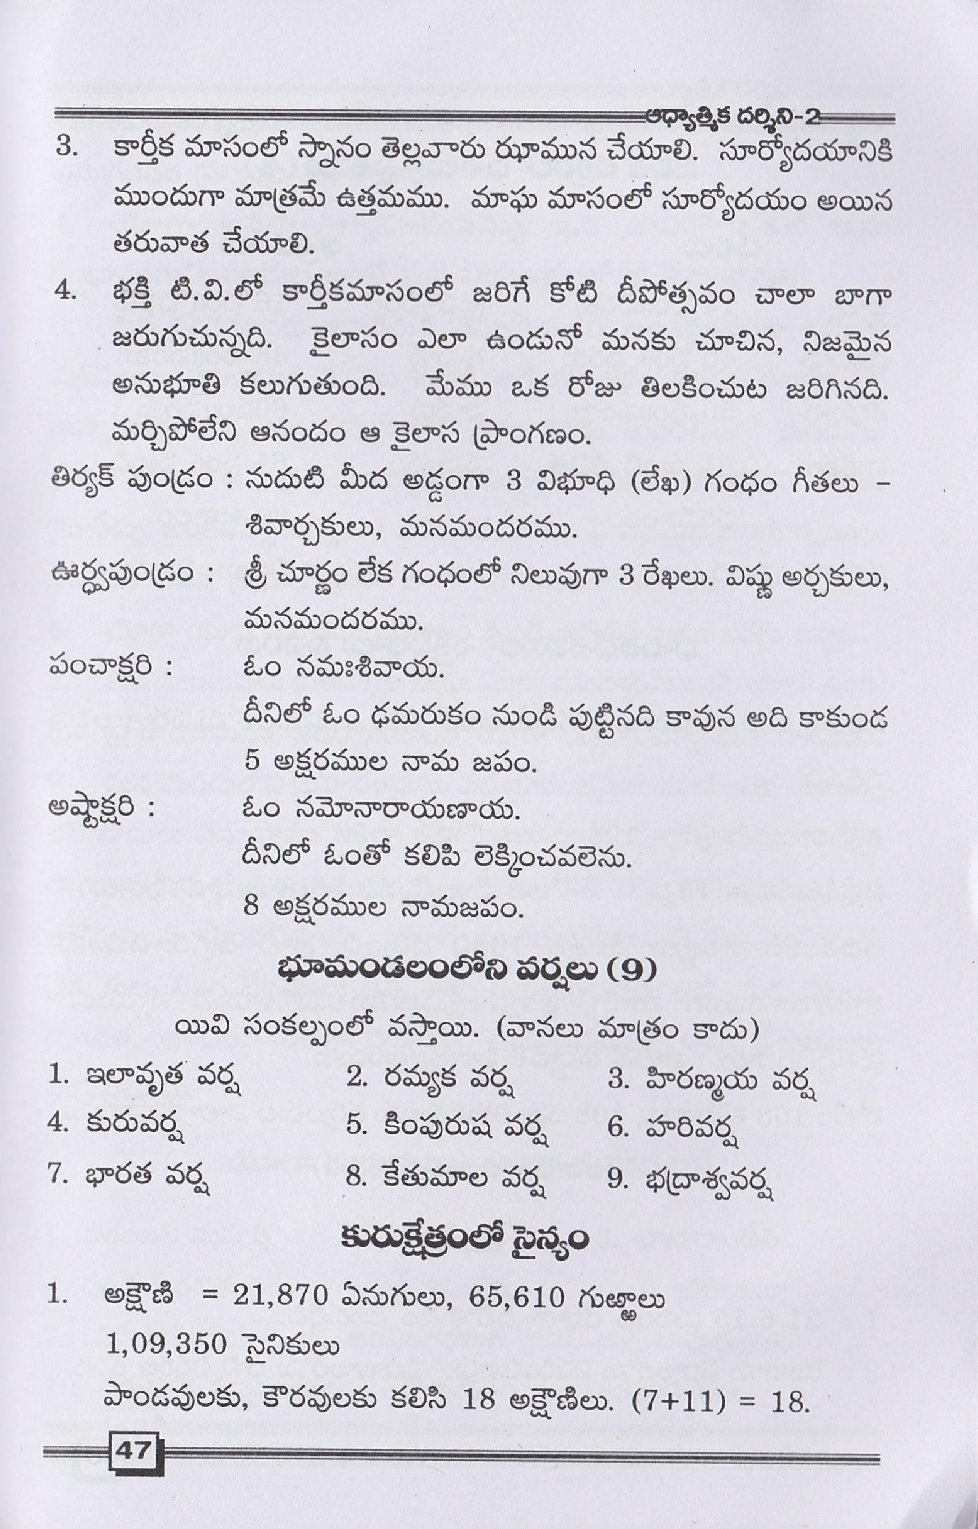 ఆధ్యాత్మిక దర్శిని-2
3. కార్తీక మాసంలో స్నానం తెల్లవారు ఝామున చేయాలి. సూర్యోదయానికి
ముందుగా మాత్రమే ఉత్తమము. మాఘ మాసంలో సూర్యోదయం అయిన
తరువాత చేయాలి.
4. భక్తి టి.వి.లో కార్తీకమాసంలో జరిగే కోటి దీపోత్సవం చాలా బాగా
జరుగుచున్నది. కైలాసం ఎలా ఉండునో మనకు చూచిన, నిజమైన
అనుభూతి కలుగుతుంది. మేము ఒక రోజు తిలకించుట జరిగినది.
మర్చిపోలేని ఆనందం ఆ కైలాస ప్రాంగణం.
తిర్యక్ పుండ్రం : నుదుటి మీద అడ్డంగా 3 విభూధి (లేఖ) గంధం గీతలు -
శివార్చకులు, మనమందరము.
ఊర్ధ్వపుండ్రం : శ్రీ చూర్ణం లేక గంధంలో నిలువుగా 3 రేఖలు. విష్ణు అర్చకులు,
మనమందరము.
పంచాక్షరి : ఓం నమఃశివాయ.
దీనిలో ఓం ఢమరుకం నుండి పుట్టినది కావున అది కాకుండ
5 అక్షరముల నామ జపం.
అష్టాక్షరి : ఓం నమోనారాయణాయ.
దీనిలో ఓంతో కలిపి లెక్కించవలెను.
8 అక్షరముల నామజపం.
భూమండలంలోని వర్షలు (9)
యివి సంకల్పంలో వస్తాయి. (వానలు మాత్రం కాదు)
1. ఇలావృత వర్ష 2. రమ్యక వర్ష 3. హిరణ్మయ వర్ష
4. కురువర్ష 5. కింపురుష వర్ష 6. హరివర్ష
7. భారత వర్ష 8. కేతుమాల వర్ష 9. భద్రాశ్వవర్ష
కురుక్షేత్రంలో సైన్యం
1. అక్షౌణి = 21,870 ఏనుగులు, 65,610 గుఱ్ఱాలు
1,09,350 సైనికులు
పాండవులకు, కౌరవులకు కలిసి 18 అక్షౌణిలు. (7+11) = 18.
47